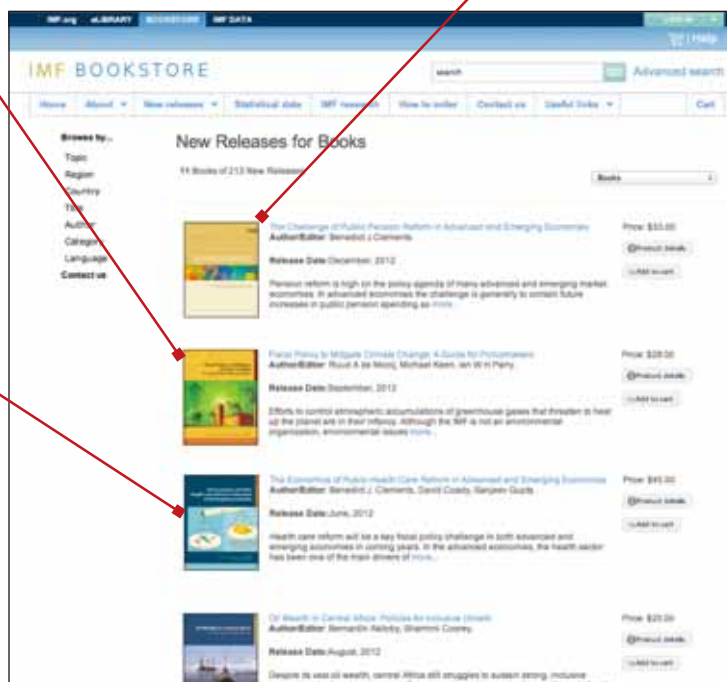 IMF.org eLIBRARY BOOKSTORE IMF DATA
| Help
IMF BOOKSTORE
search
Advanced search
Home About New releases Statistical data IMF research How to order Contact us Useful links Cart
Browse by...
Topic
Region
Country
Title
Author
Category
Language
Contact us
New Releases for Books
11 Books of 213 New Releases
Books
The Challenge of Public Pension Reform in Advanced and Emerging Economies
Author/Editor: Benedict J Clements
Release Date: December, 2012
Pension reform is high on the policy agenda of many advanced and emerging market
economies. In advanced economies the challenge is generally to contain future
increases in public pension spending as more...
Price: $33.00
Product details
Add to cart
Fiscal Policy to Mitigate Climate Change: A Guide for Policymakers
Author/Editor: Ruud A de Mooij, Michael Keen, Ian W H Parry
Release Date: September, 2012
Efforts to control atmospheric accumulations of greenhouse gases that threaten to heat
up the planet are in their infancy. Although the IMF is not an environmental
organization, environmental issues more...
Price: $28.00
Product details
Add to cart
The Economics of Public Health Care Reform in Advanced and Emerging Economies
Author/Editor: Benedict J. Clements, David Coady, Sanjeev Gupta
Release Date: June, 2012
Health care reform will be a key fiscal policy challenge in both advanced and
emerging economies in coming years. In the advanced economies, the health sector
has been one of the main drivers of more...
Price: $45.00
Product details
Add to cart
Oil Wealth in Central Africa: Policies for Inclusive Growth
Author/Editor: Bernardin Akitoby, Sharmini Coorey
Release Date: August, 2012
Despite its vast oil wealth, central Africa still struggles to sustain strong, inclusive
Price: $25.00
Product details
Add to cart